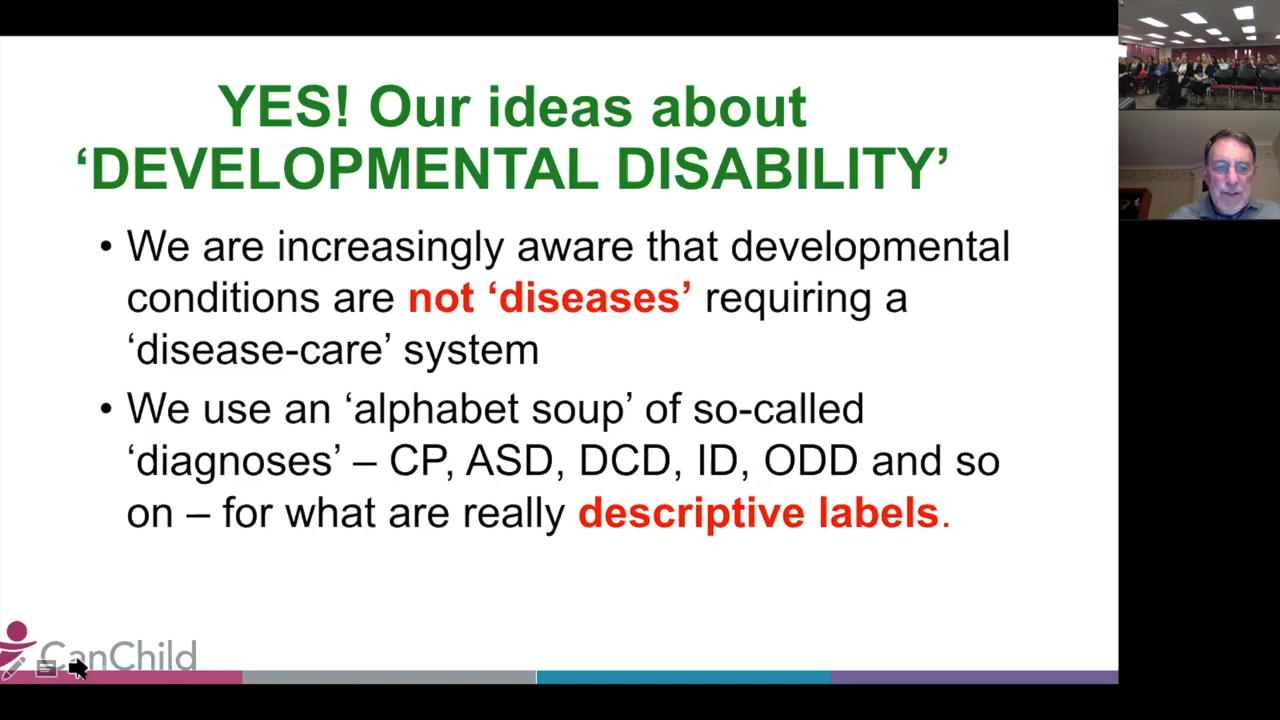 YES! Our ideas about
‘DEVELOPMENTAL DISABILITY’
• We are increasingly aware that developmental
conditions are not ‘diseases’ requiring a
‘disease-care’ system
• We use an ‘alphabet soup’ of so-called
‘diagnoses’ – CP, ASD, DCD, ID, ODD and so
on – for what are really descriptive labels.
CanChild